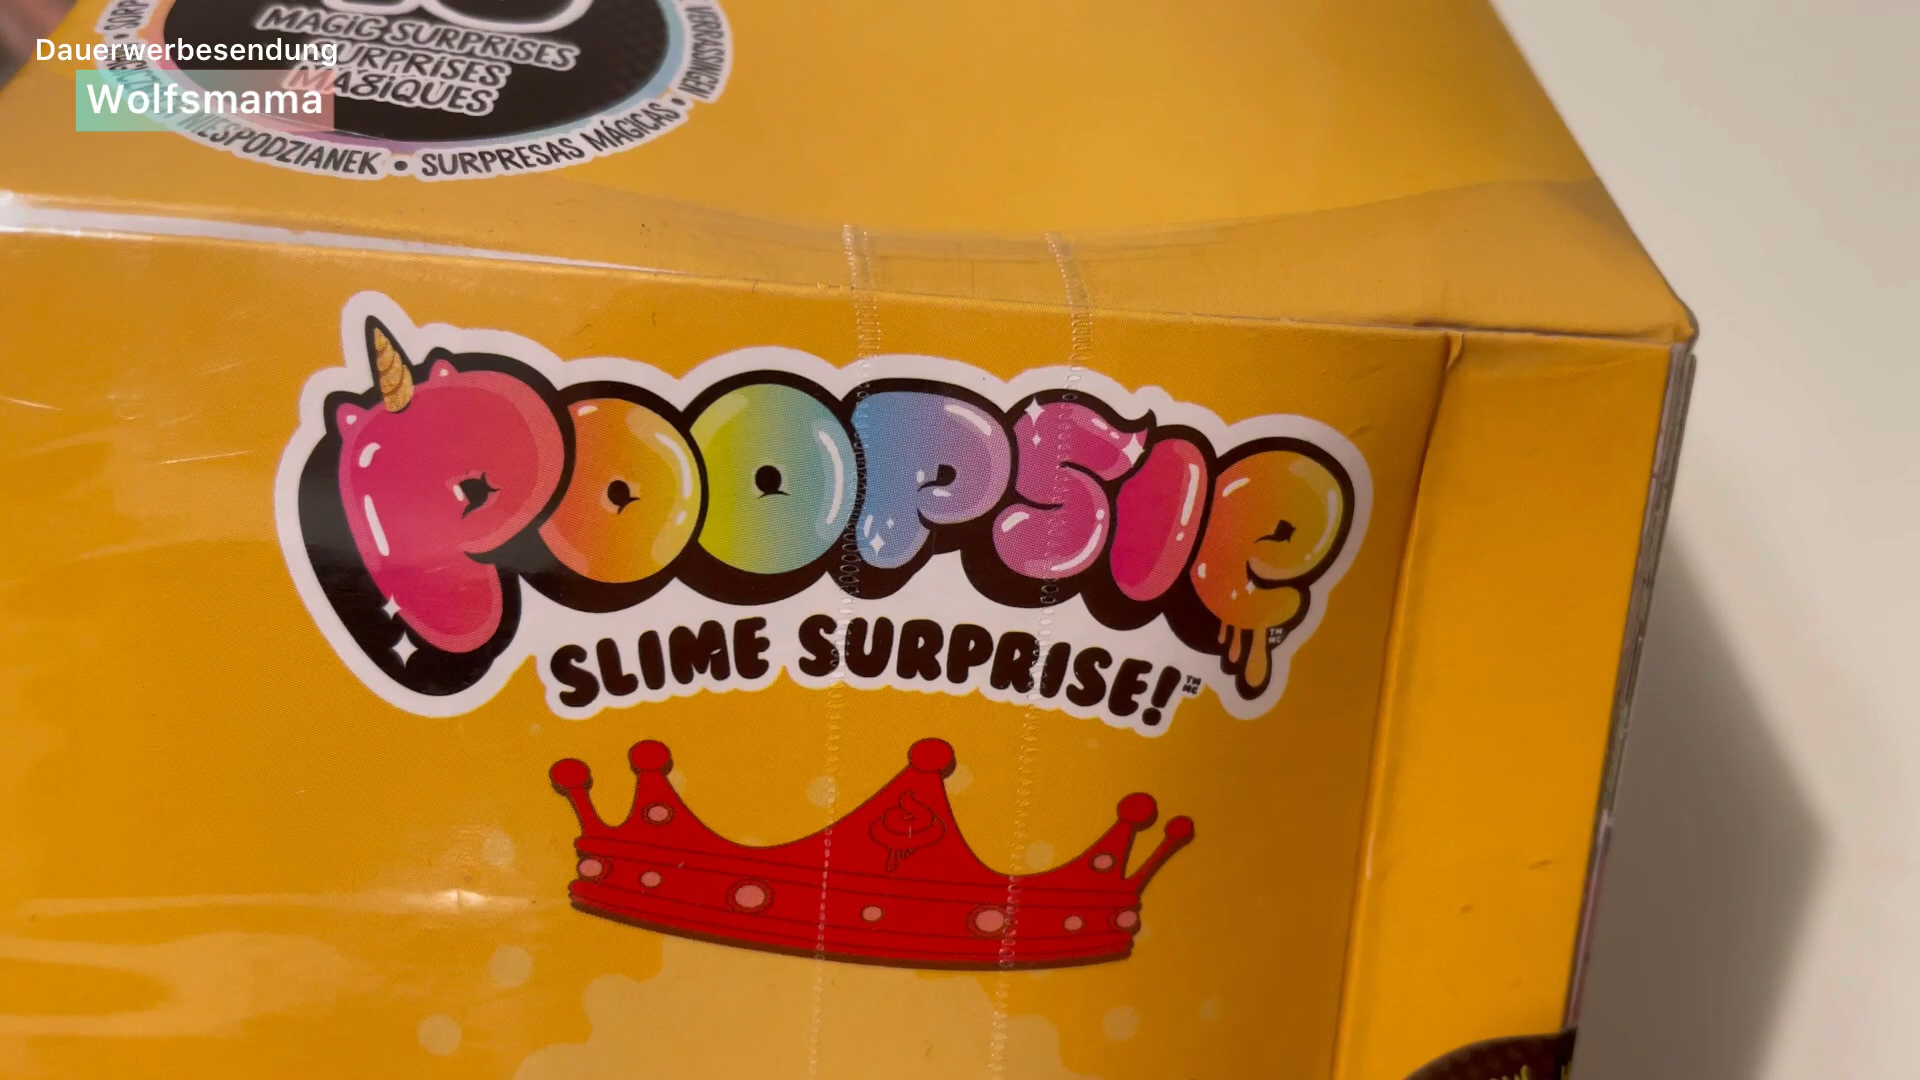 MAGIC SURPRISES
SURPRISES
MAGIQUES
NIESPODZIANEK • SURPRESAS MÁGICAS •
Dauerwerbesendung
Wolfsmama
POOPSIE
SLIME SURPRISE!